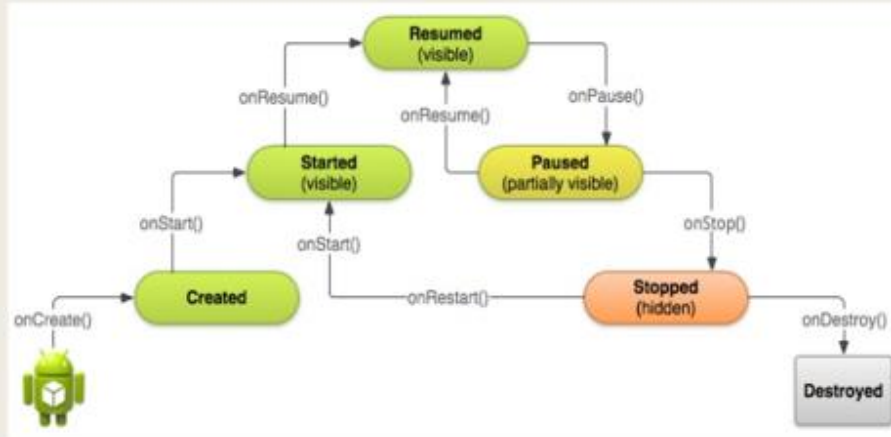 Resumed
(visible)
onResume()
onResume()
onPause()
Started
(visible)
Paused
(partially visible)
onStart()
onStart()
onStop()
Created
onRestart()
Stopped
(hidden)
onCreate()
onDestroy()
Destroyed